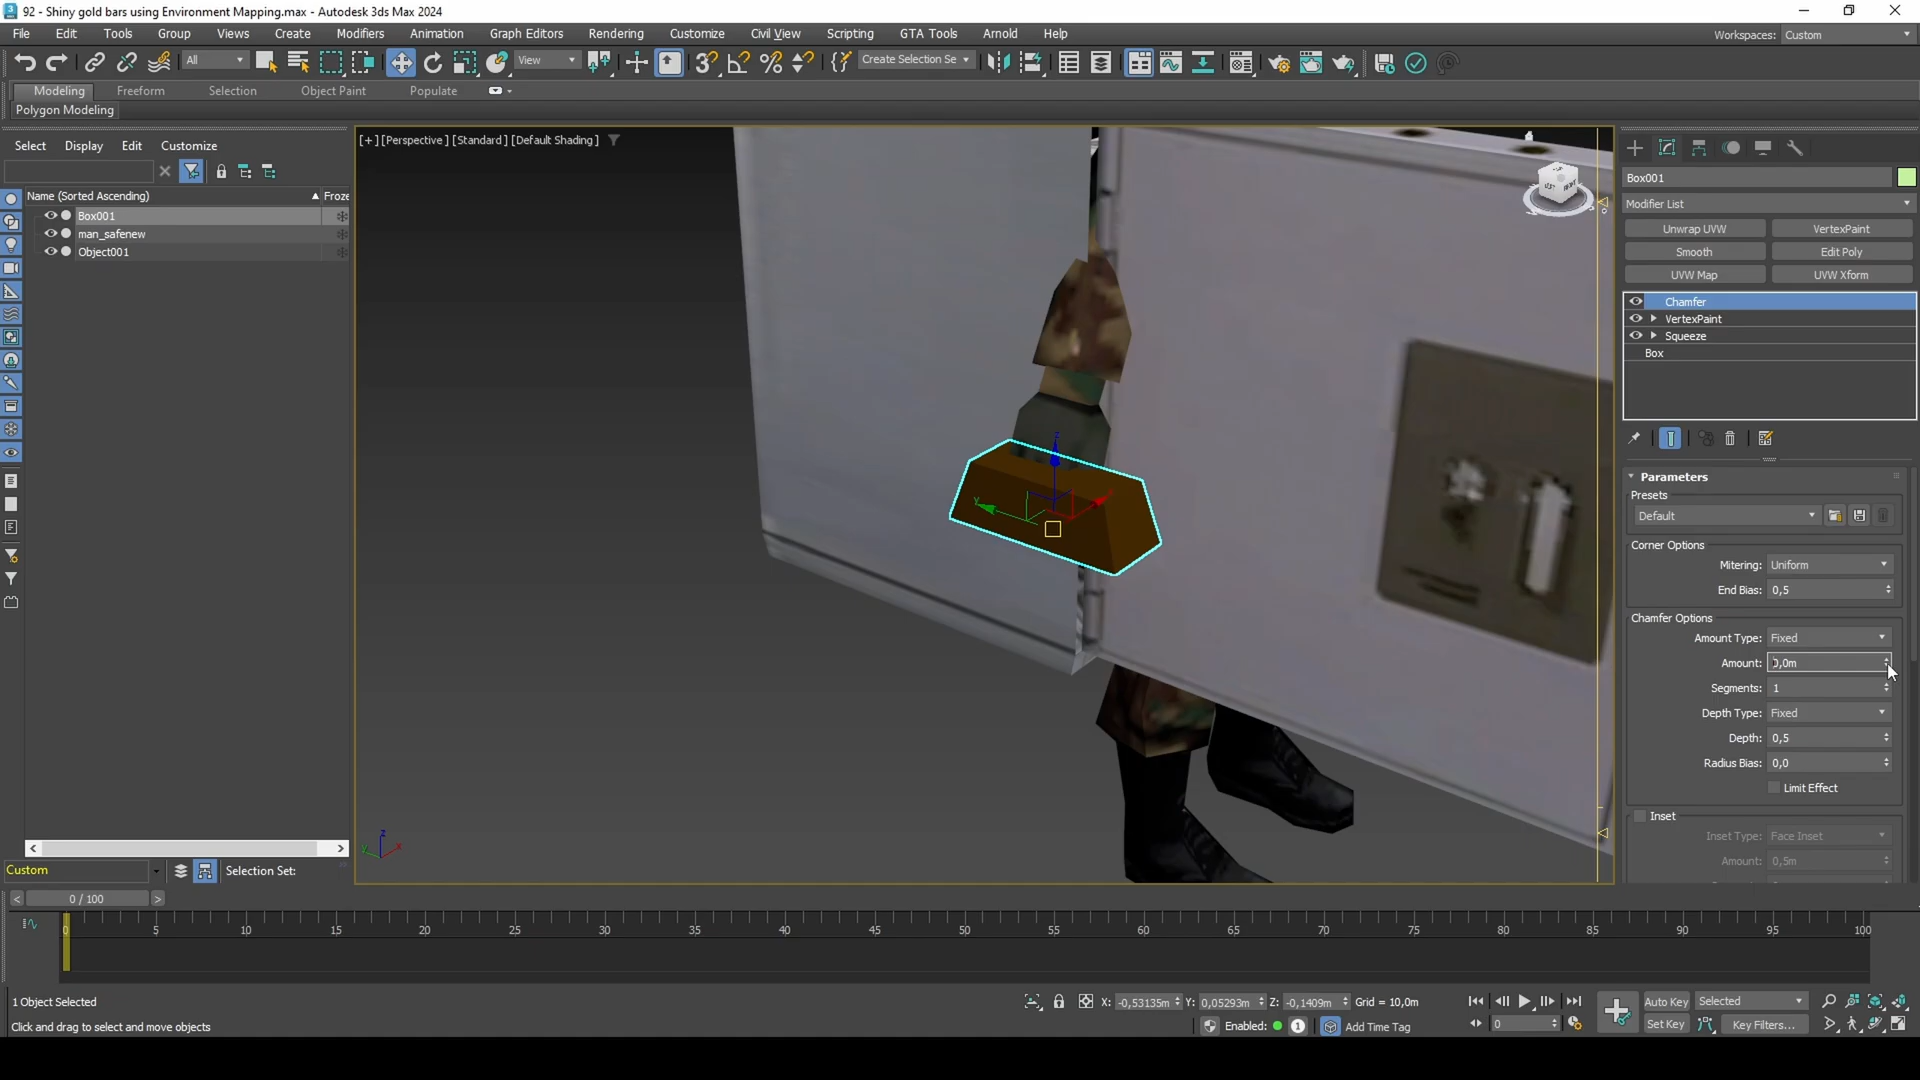 92 - Shiny gold bars using Environment Mapping.max - Autodesk 3ds Max 2024
File Edit Tools Group Views Create Modifiers Animation Graph Editors Rendering Customize Civil View Scripting GTA Tools Arnold Help
Workspaces: Custom
All View Create Selection Se
Modeling Freeform Selection Object Paint Populate
Polygon Modeling
Select Display Edit Customize
Name (Sorted Ascending) Froze
Box001
man_safenew
Object001
[+] [Perspective] [Standard] [Default Shading]
z
y
z
y x
Box001
Modifier List
Unwrap UVW VertexPaint
Smooth Edit Poly
UVW Map UVW Xform
Chamfer
VertexPaint
Squeeze
Box
Parameters
Presets
Default
Corner Options
Mitering: Uniform
End Bias: 0,5
Chamfer Options
Amount Type: Fixed
Amount: 0,0m
Segments: 1
Depth Type: Fixed
Depth: 0,5
Radius Bias: 0,0
Limit Effect
Inset
Inset Type: Face Inset
Amount: 0,5m
Custom Selection Set:
< 0 / 100 >
0 5 10 15 20 25 30 35 40 45 50 55 60 65 70 75 80 85 90 95 100
1 Object Selected
Click and drag to select and move objects
X: -0,53135m Y: 0,05293m Z: -0,1409m Grid = 10,0m
Enabled: 1 Add Time Tag
0
Auto Key Selected
Set Key Key Filters...